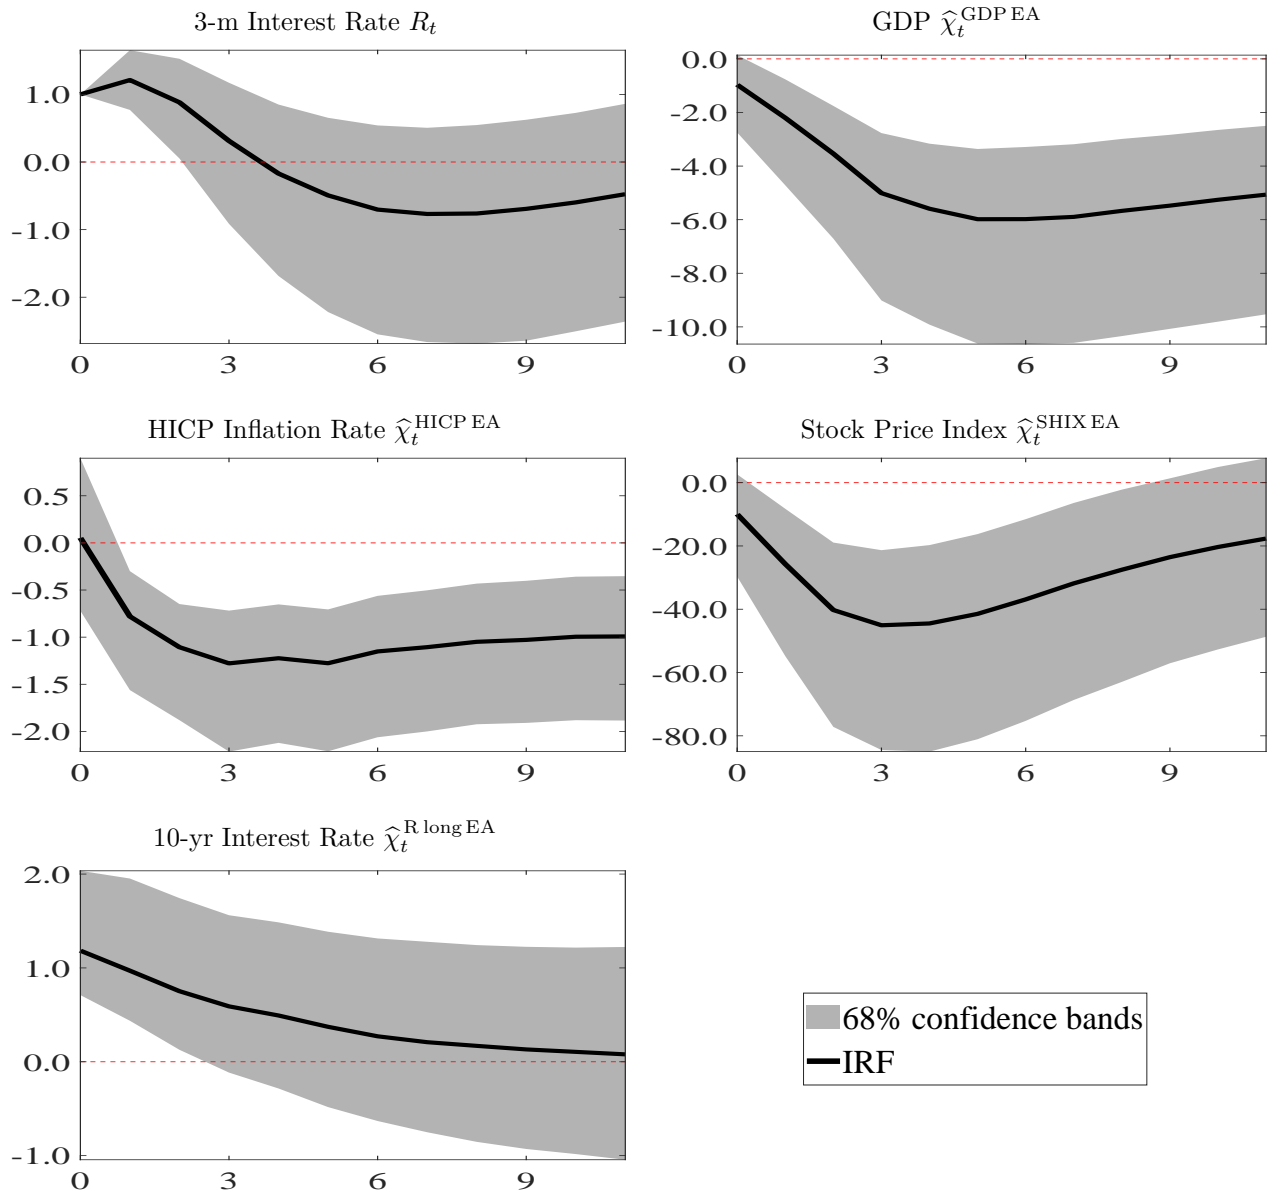 3-m Interest Rate R_t
1.0
0.0
-1.0
-2.0
0 3 6 9
GDP χ̂_t^{GDP EA}
0.0
-2.0
-4.0
-6.0
-8.0
-10.0
0 3 6 9
HICP Inflation Rate χ̂_t^{HICP EA}
0.5
0.0
-0.5
-1.0
-1.5
-2.0
0 3 6 9
Stock Price Index χ̂_t^{SHIX EA}
0.0
-20.0
-40.0
-60.0
-80.0
0 3 6 9
10-yr Interest Rate χ̂_t^{R long EA}
2.0
1.0
0.0
-1.0
0 3 6 9
68% confidence bands
IRF